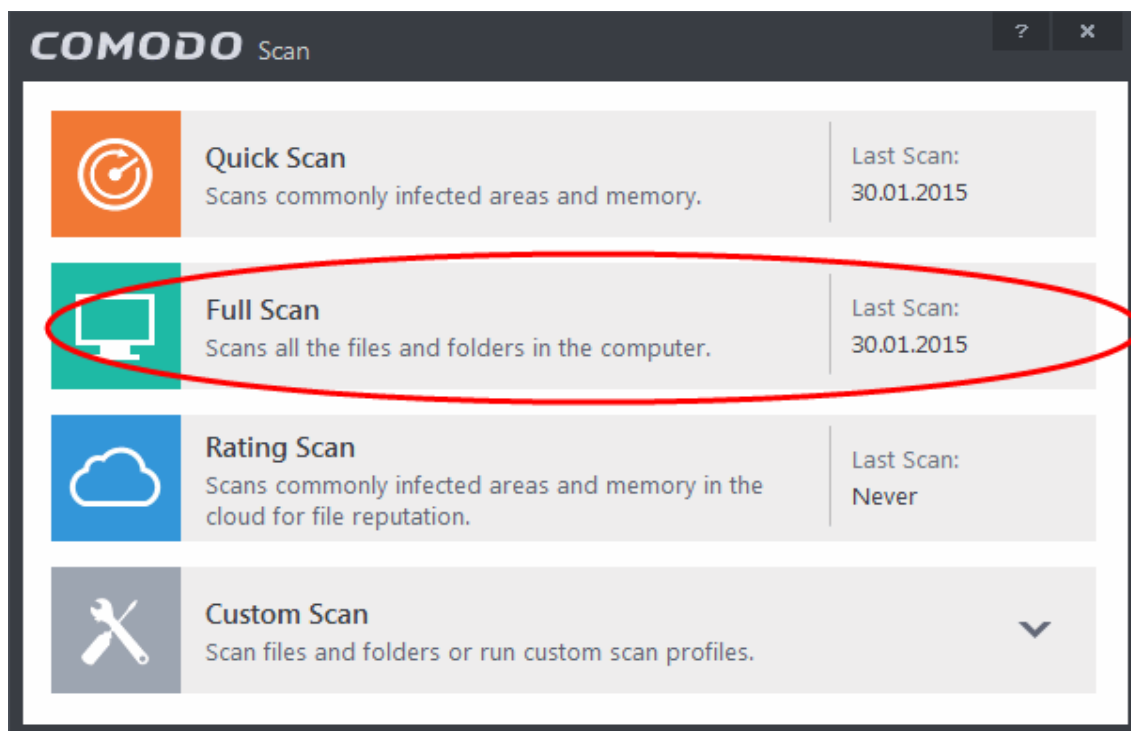 COMODO Scan
? ×
Quick Scan
Scans commonly infected areas and memory.
Last Scan:
30.01.2015
Full Scan
Scans all the files and folders in the computer.
Last Scan:
30.01.2015
Rating Scan
Scans commonly infected areas and memory in the
cloud for file reputation.
Last Scan:
Never
Custom Scan
Scan files and folders or run custom scan profiles.